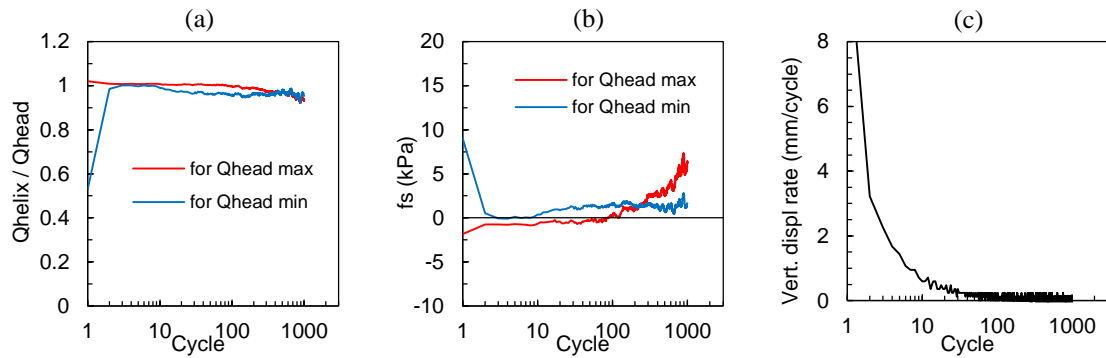 (a)
Qhelix / Qhead
1.2
1
0.8
0.6
0.4
0.2
0
for Qhead max
for Qhead min
1
10
100
1000
Cycle
(b)
fs (kPa)
20
15
10
5
0
-5
-10
for Qhead max
for Qhead min
1
10
100
1000
Cycle
(c)
Vert. displ rate (mm/cycle)
8
6
4
2
0
1
10
100
1000
Cycle